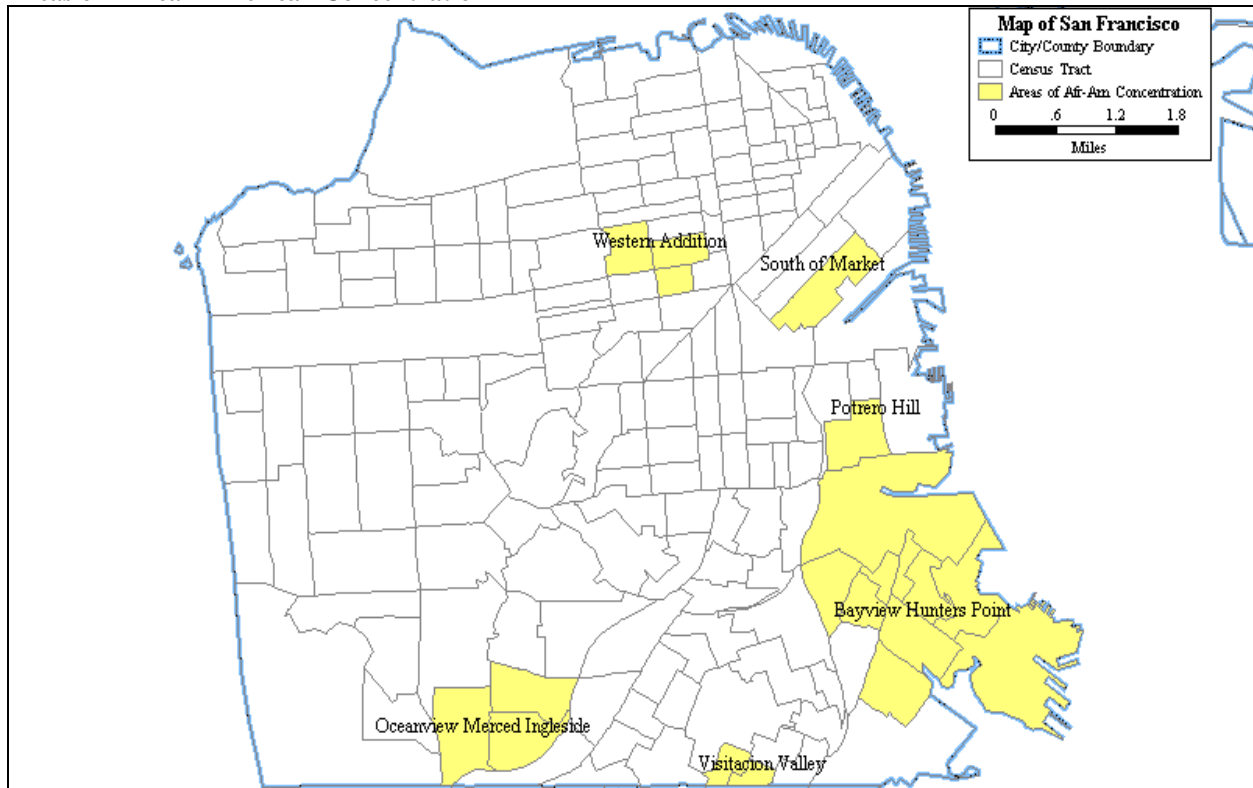 Map of San Francisco
City/County Boundary
Census Tract
Areas of Afr-Am Concentration
0 .6 1.2 1.8
Miles
Western Addition
South of Market
Potrero Hill
Bayview Hunters Point
Oceanview Merced Ingleside
Visitacion Valley